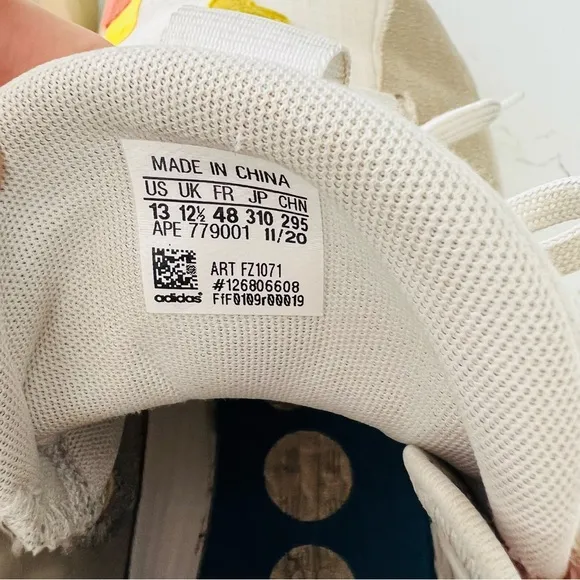 MADE IN CHINA
US UK FR JP CHN
13 12½ 48 310 295
APE 779001 11/20
ART FZ1071
#126806608
adidas® FfF0109r00019